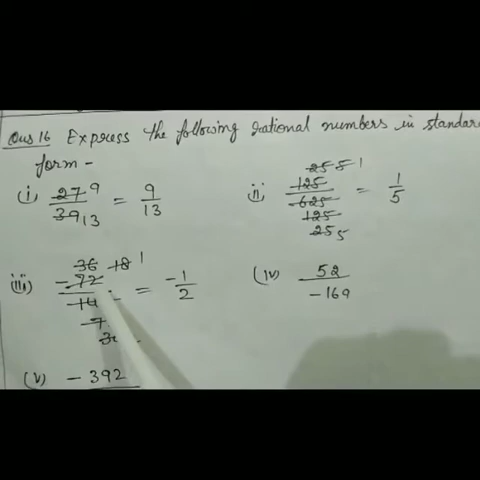 Ques 16 Express the following rational numbers in standard
form -
(i) 27 9 / 39 13 = 9/13
(ii) 25 5 1 / 125 / -625 / 125 / 25 5 = 1/5
(iii) 36 18 1 / -72 / 14 / 7 = -1/2
(iv) 52 / -169
(v) -392